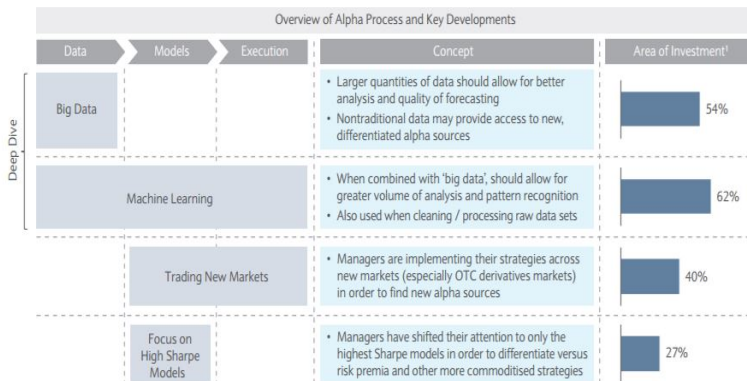 Overview of Alpha Process and Key Developments
Data
Models
Execution
Concept
Area of Investment¹
Deep Dive
Big Data
• Larger quantities of data should allow for better
analysis and quality of forecasting
• Nontraditional data may provide access to new,
differentiated alpha sources
54%
Machine Learning
• When combined with 'big data', should allow for
greater volume of analysis and pattern recognition
• Also used when cleaning / processing raw data sets
62%
Trading New Markets
• Managers are implementing their strategies across
new markets (especially OTC derivatives markets)
in order to find new alpha sources
40%
Focus on
High Sharpe
Models
• Managers have shifted their attention to only the
highest Sharpe models in order to differentiate versus
risk premia and other more commoditised strategies
27%